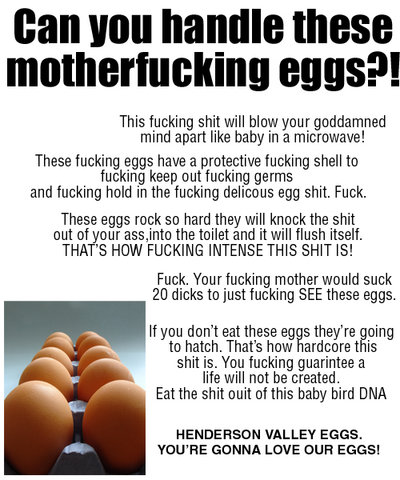 Can you handle these
motherfucking eggs?!
This fucking shit will blow your goddamned
mind apart like baby in a microwave!
These fucking eggs have a protective fucking shell to
fucking keep out fucking germs
and fucking hold in the fucking delicous egg shit. Fuck.
These eggs rock so hard they will knock the shit
out of your ass,into the toilet and it will flush itself.
THAT'S HOW FUCKING INTENSE THIS SHIT IS!
Fuck. Your fucking mother would suck
20 dicks to just fucking SEE these eggs.
If you don't eat these eggs they're going
to hatch. That's how hardcore this
shit is. You fucking guarintee a
life will not be created.
Eat the shit ouit of this baby bird DNA
HENDERSON VALLEY EGGS.
YOU'RE GONNA LOVE OUR EGGS!